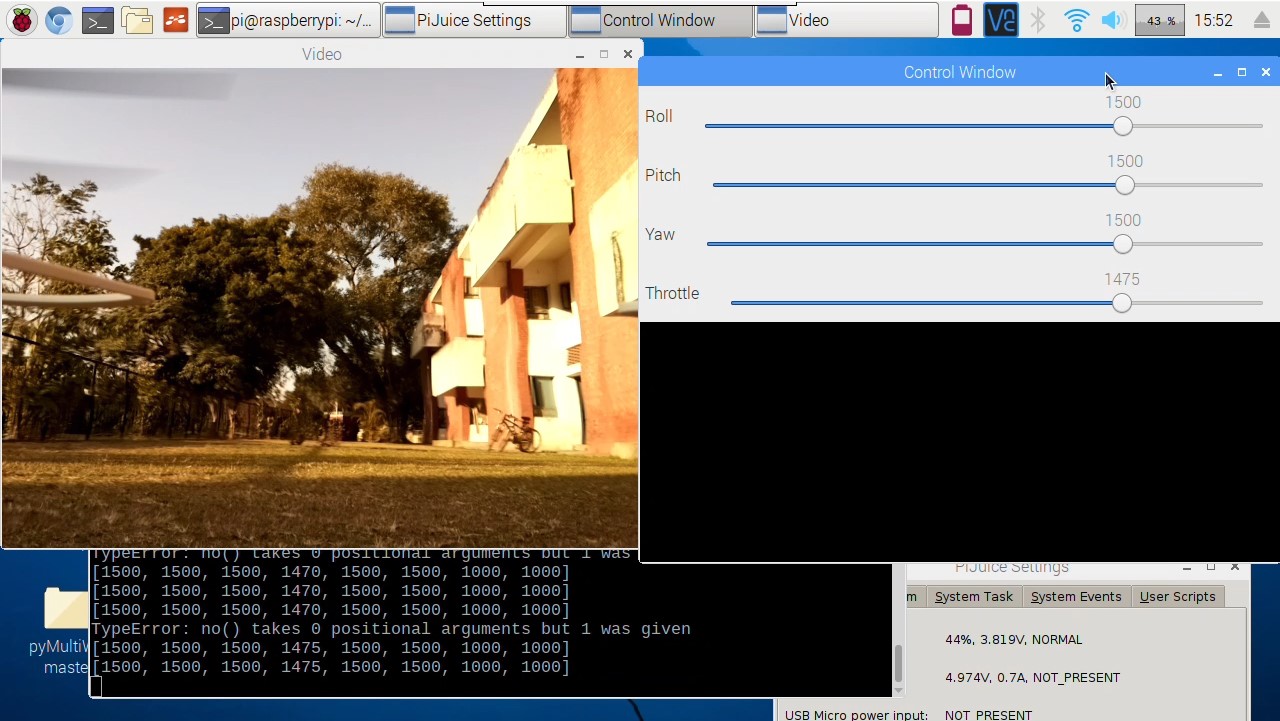 pi@raspberrypi: ~/...
PiJuice Settings
Control Window
Video
43 %
15:52
Video
Control Window
Roll
1500
Pitch
1500
Yaw
1500
Throttle
1475
TypeError: no() takes 0 positional arguments but 1 was
[1500, 1500, 1500, 1470, 1500, 1500, 1000, 1000]
[1500, 1500, 1500, 1470, 1500, 1500, 1000, 1000]
[1500, 1500, 1500, 1470, 1500, 1500, 1000, 1000]
TypeError: no() takes 0 positional arguments but 1 was given
[1500, 1500, 1500, 1475, 1500, 1500, 1000, 1000]
[1500, 1500, 1500, 1475, 1500, 1500, 1000, 1000]
pyMultiW
maste
PiJuice Settings
m System Task System Events User Scripts
44%, 3.819V, NORMAL
4.974V, 0.7A, NOT_PRESENT
USB Micro power input: NOT PRESENT